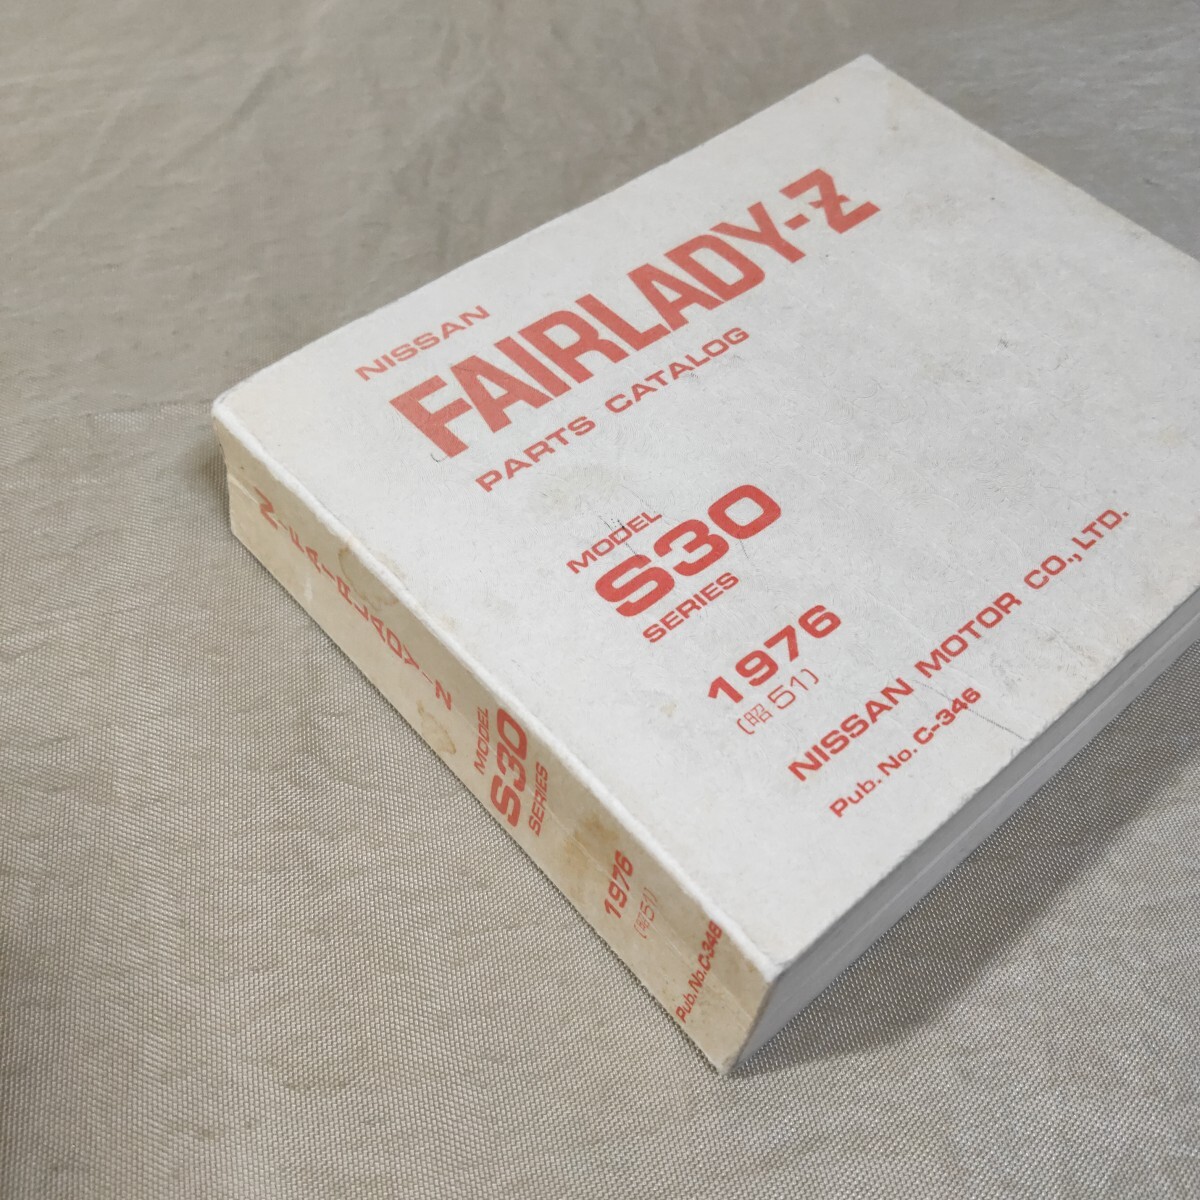 NISSAN
FAIRLADY-Z
PARTS CATALOG
MODEL
S30
SERIES
1976
(昭51)
NISSAN MOTOR CO.,LTD.
Pub. No. C-346
FAIRLADY-Z
MODEL
S30
SERIES
1976
(昭51)
Pub.No.C-346